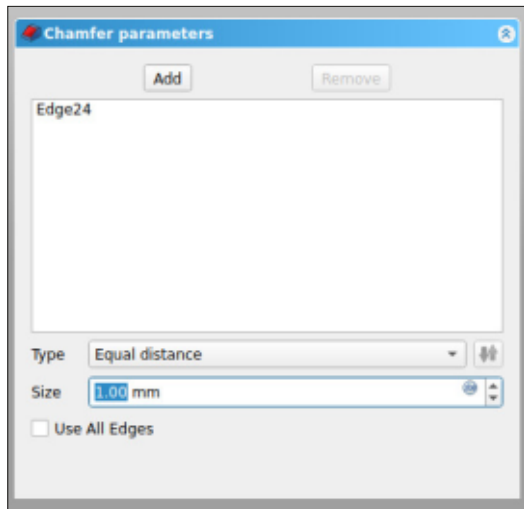 Chamfer parameters
Add Remove
Edge24
Type Equal distance
Size 1.00 mm
Use All Edges